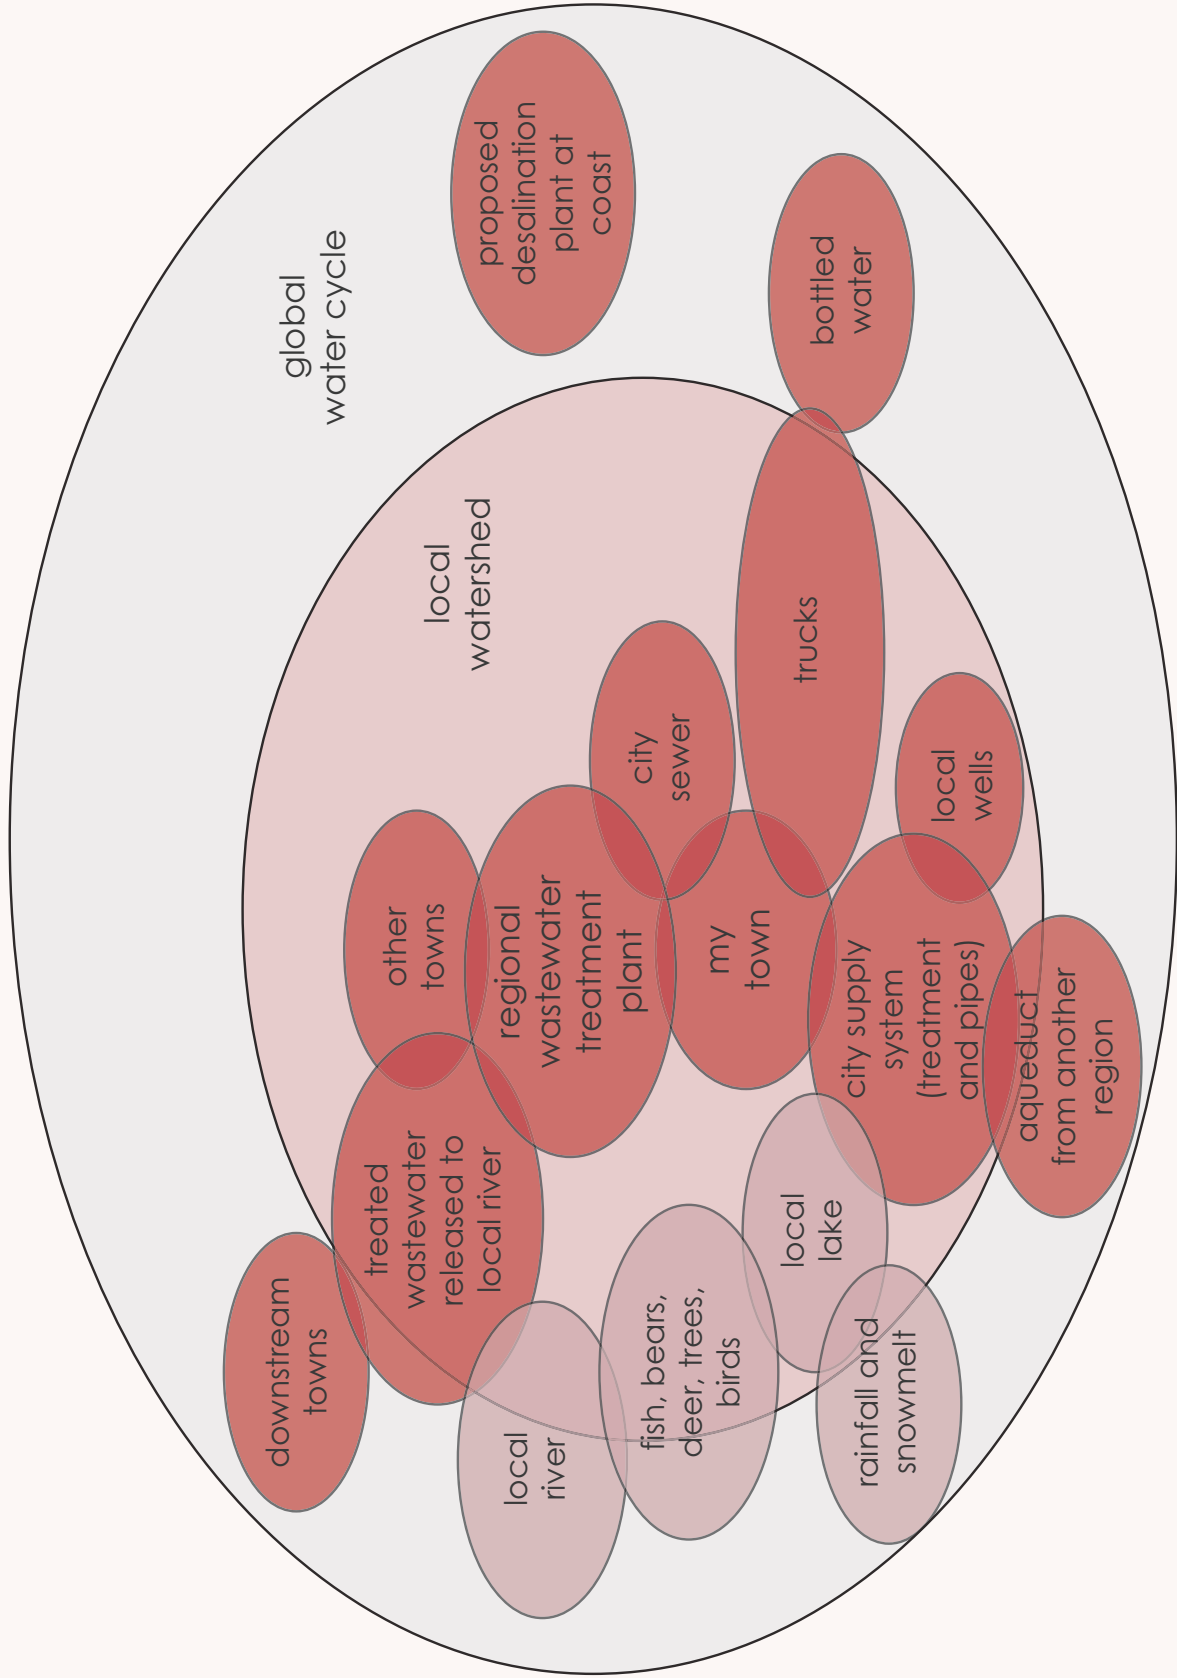 global
water cycle
proposed
desalination
plant at
coast
local
watershed
bottled
water
trucks
city
sewer
local
wells
other
towns
regional
wastewater
treatment
plant
my
town
city supply
system
(treatment
and pipes)
aqueduct
from another
region
treated
wastewater
released to
local river
downstream
towns
local
river
fish, bears,
deer, trees,
birds
local
lake
rainfall and
snowmelt